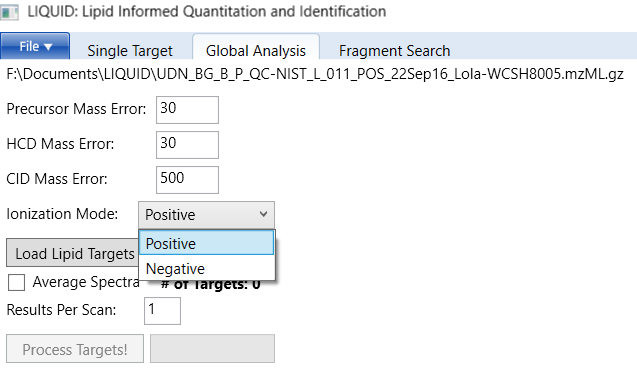 LIQUID: Lipid Informed Quantitation and Identification
File Single Target Global Analysis Fragment Search
F:\Documents\LIQUID\UDN_BG_B_P_QC-NIST_L_011_POS_22Sep16_Lola-WCSH8005.mzML.gz
Precursor Mass Error: 30
HCD Mass Error: 30
CID Mass Error: 500
Ionization Mode: Positive
Positive
Load Lipid Targets
Negative
Average Spectra # of Targets: 0
Results Per Scan: 1
Process Targets!